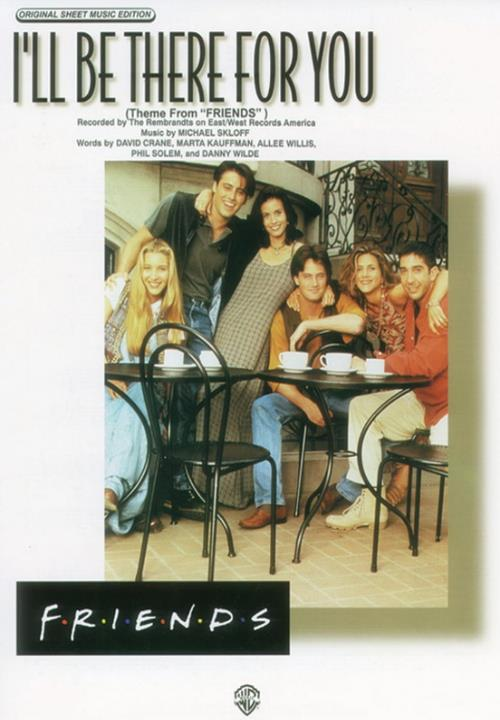 ORIGINAL SHEET MUSIC EDITION
I'LL BE THERE FOR YOU
(Theme From "FRIENDS" )
Recorded by The Rembrandts on East/West Records America
Music by MICHAEL SKLOFF
Words by DAVID CRANE, MARTA KAUFFMAN, ALLEE WILLIS,
PHIL SOLEM, and DANNY WILDE
F·R·I·E·N·D·S
WB